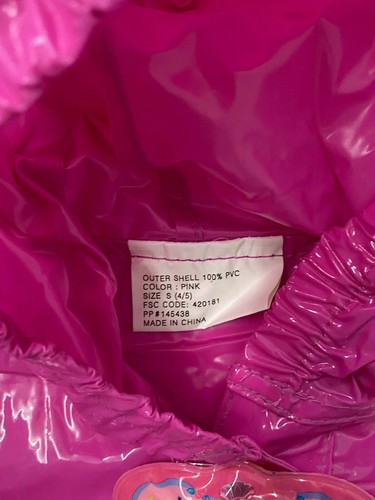 OUTER SHELL 100% PVC
COLOR : PINK
SIZE S (4/5)
FSC CODE: 420181
PP#145438
MADE IN CHINA